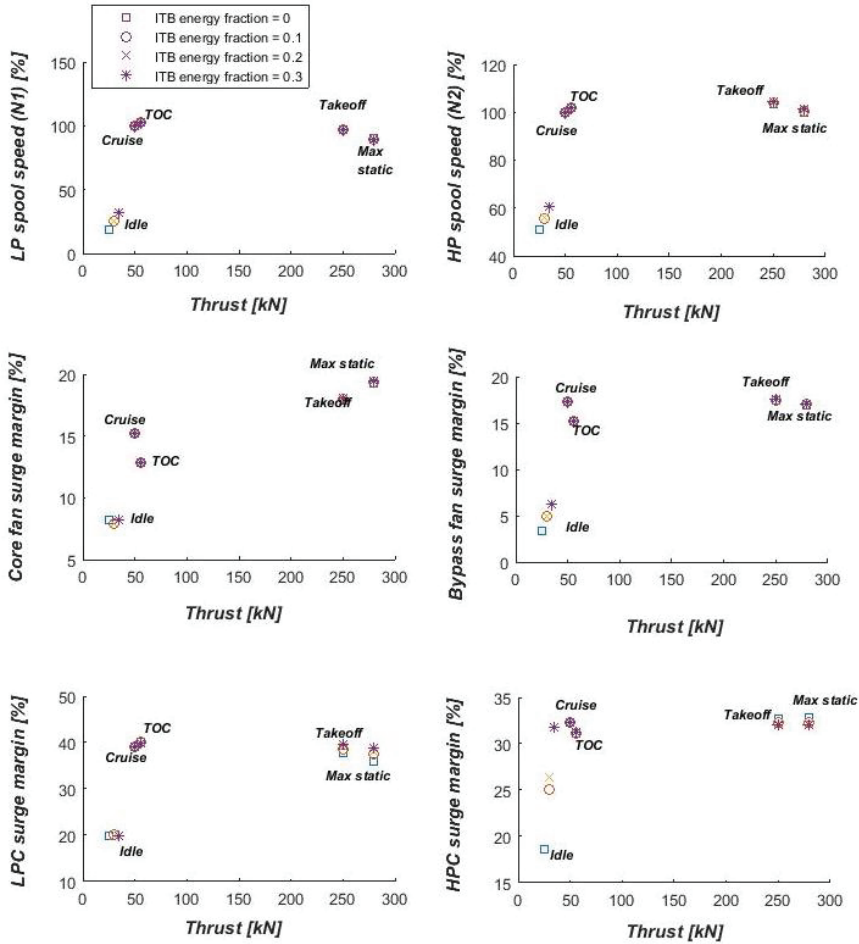 ITB energy fraction = 0
ITB energy fraction = 0.1
ITB energy fraction = 0.2
ITB energy fraction = 0.3
LP spool speed (N1) [%]
150
100
50
0
TOC
Cruise
Takeoff
Max
static
Idle
0 50 100 150 200 250 300
Thrust [kN]
HP spool speed (N2) [%]
120
100
80
60
40
TOC
Cruise
Takeoff
Max static
Idle
0 50 100 150 200 250 300
Thrust [kN]
Core fan surge margin [%]
20
15
10
5
Max static
Takeoff
Cruise
TOC
Idle
0 50 100 150 200 250 300
Thrust [kN]
Bypass fan surge margin [%]
20
15
10
5
0
Cruise
TOC
Takeoff
Max static
Idle
0 50 100 150 200 250 300
Thrust [kN]
LPC surge margin [%]
50
40
30
20
10
TOC
Cruise
Takeoff
Max static
Idle
0 50 100 150 200 250 300
Thrust [kN]
HPC surge margin [%]
35
30
25
20
15
Cruise
TOC
Takeoff
Max static
Idle
0 50 100 150 200 250 300
Thrust [kN]